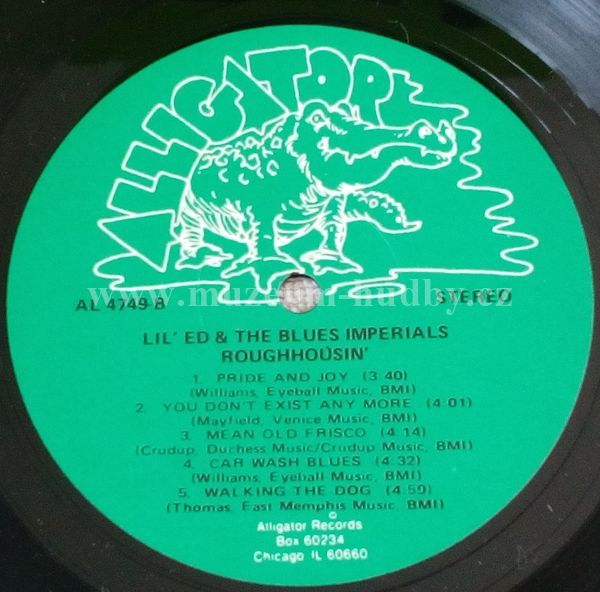 ALLIGATOR
www.muzeum-hudby.cz
AL 4749-B
STEREO
LIL' ED & THE BLUES IMPERIALS
ROUGHHOUSIN'
1. PRIDE AND JOY (3:40)
(Williams, Eyeball Music, BMI)
2. YOU DON'T EXIST ANY MORE (4:01)
(Mayfield, Venice Music, BMI)
3. MEAN OLD FRISCO (4:14)
(Crudup, Duchess Music/Crudup Music, BMI)
4. CAR WASH BLUES (4:32)
(Williams, Eyeball Music, BMI)
5. WALKING THE DOG (4:59)
(Thomas, East Memphis Music, BMI)
©
Alligator Records
Box 60234
Chicago IL 60660